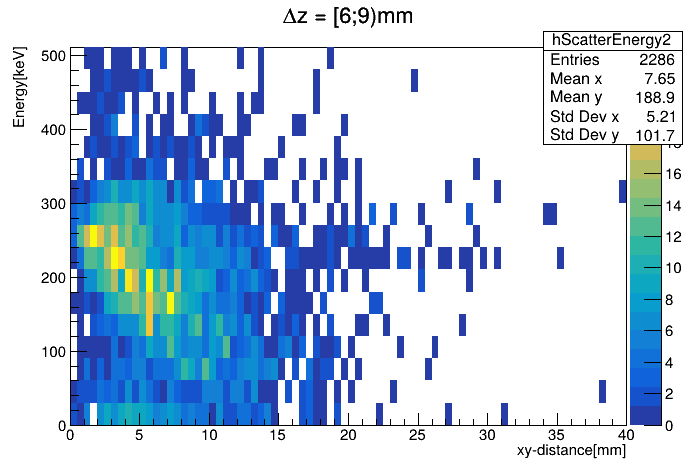 Δz = [6;9)mm
hScatterEnergy2
Entries 2286
Mean x 7.65
Mean y 188.9
Std Dev x 5.21
Std Dev y 101.7
Energy[keV]
500
400
300
200
100
0
0 5 10 15 20 25 30 35 40
xy-distance[mm]
16
14
12
10
8
6
4
2
0